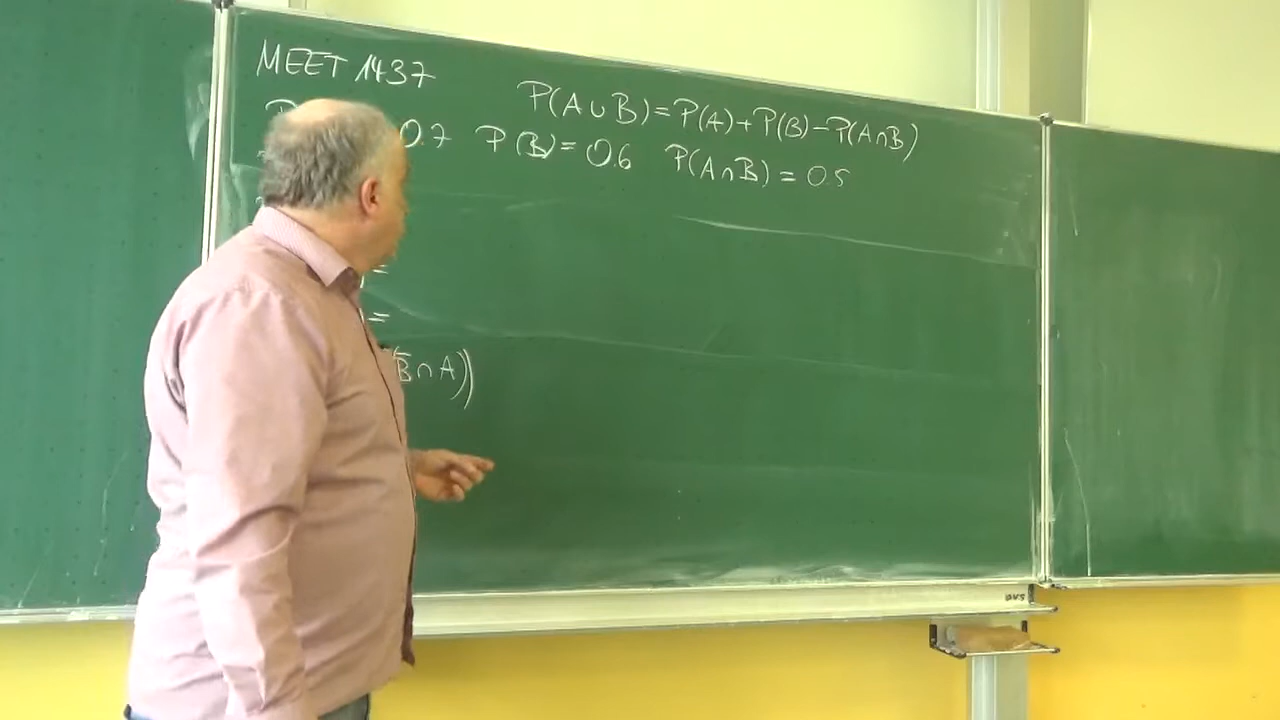 MEET 1437
P(A∪B)=P(A)+P(B)-P(A∩B)
P 0.7 P(B)=0.6 P(A∩B)=0.5
=
=
(B̅∩A))